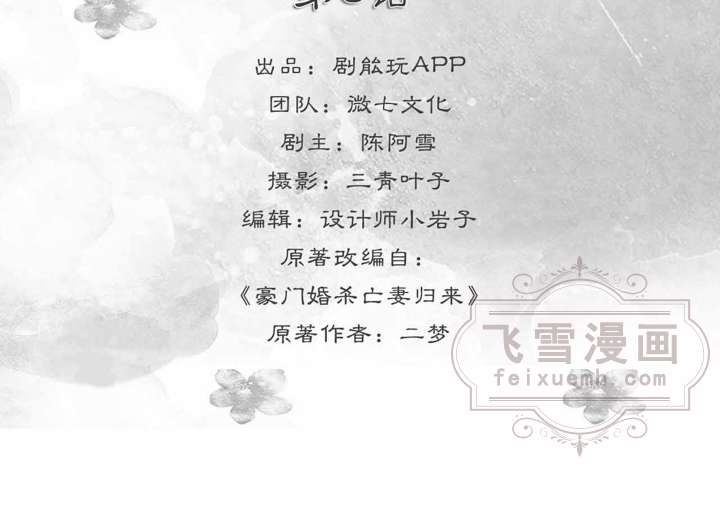 出品：剧能玩APP
团队：微七文化
剧主：陈阿雪
摄影：三青叶子
编辑：设计师小岩子
原著改编自：
《豪门婚杀亡妻归来》
原著作者：二梦
飞雪漫画
feixuemh.com